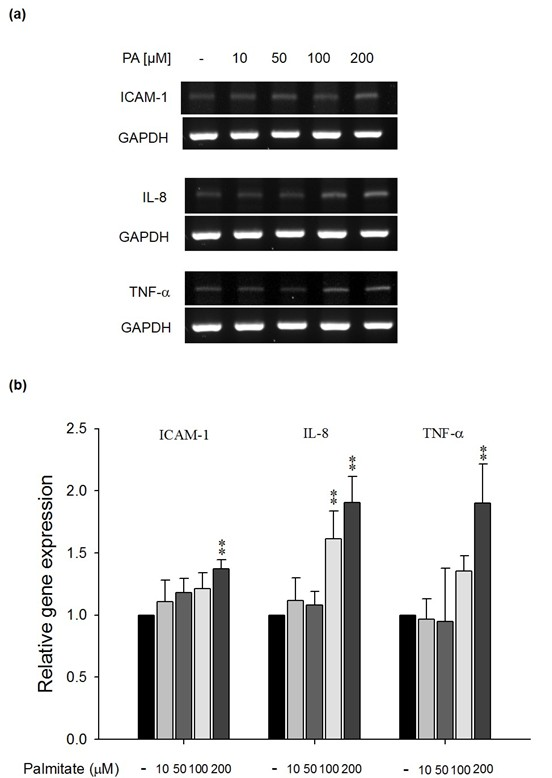 (a)
PA [µM] - 10 50 100 200
ICAM-1
GAPDH
IL-8
GAPDH
TNF-α
GAPDH
(b)
2.5
ICAM-1 IL-8 TNF-α
**
**
2.0
**
1.5
**
1.0
0.5
0.0
Relative gene expression
Palmitate (µM) - 10 50 100 200 - 10 50 100 200 - 10 50 100 200